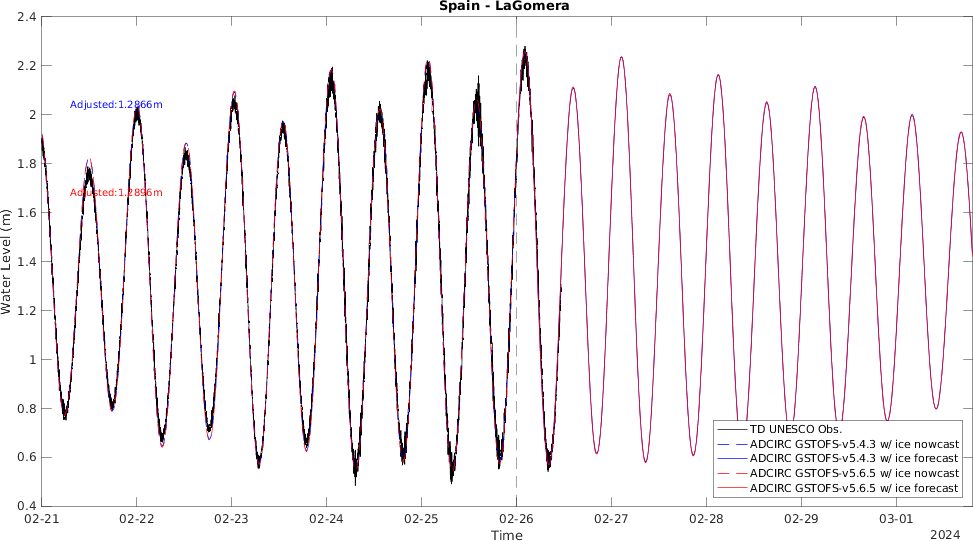 Spain - LaGomera
2.4
2.2
2
1.8
1.6
1.4
1.2
1
0.8
0.6
0.4
Water Level (m)
Adjusted:1.2866m
Adjusted:1.2896m
TD UNESCO Obs.
ADCIRC GSTOFS-v5.4.3 w/ ice nowcast
ADCIRC GSTOFS-v5.4.3 w/ ice forecast
ADCIRC GSTOFS-v5.6.5 w/ ice nowcast
ADCIRC GSTOFS-v5.6.5 w/ ice forecast
02-21 02-22 02-23 02-24 02-25 02-26 02-27 02-28 02-29 03-01
Time
2024